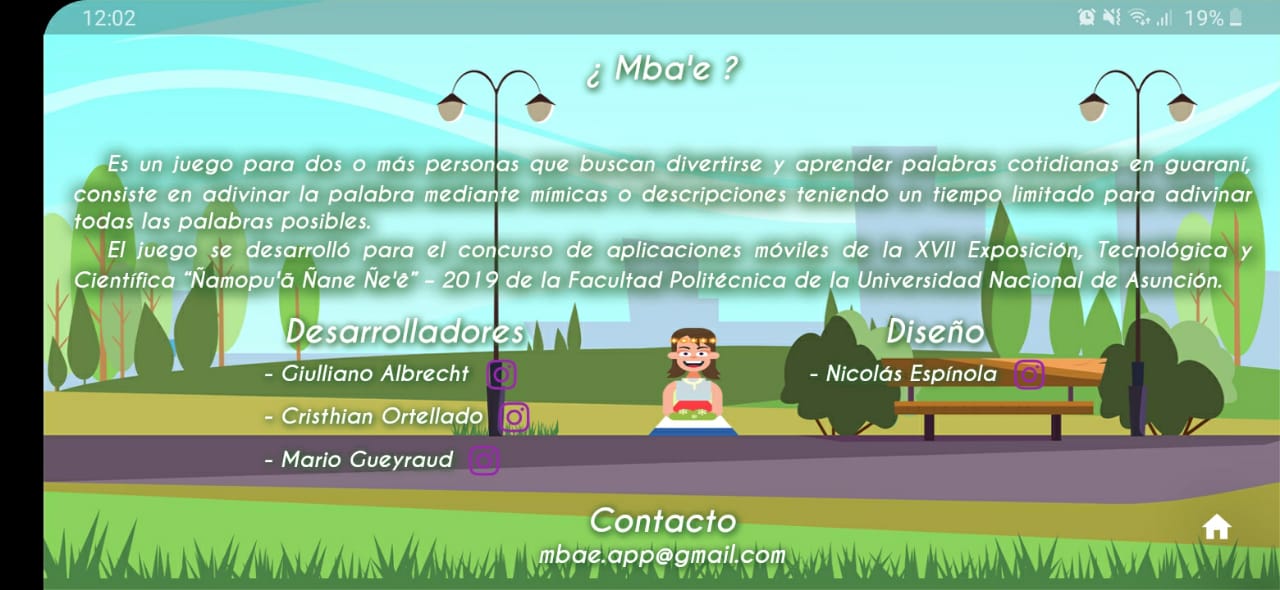 12:02
19%
¿ Mba'e ?
Es un juego para dos o más personas que buscan divertirse y aprender palabras cotidianas en guaraní,
consiste en adivinar la palabra mediante mímicas o descripciones teniendo un tiempo limitado para adivinar
todas las palabras posibles.
El juego se desarrolló para el concurso de aplicaciones móviles de la XVII Exposición, Tecnológica y
Científica “Ñamopu'ã Ñane Ñe'ê” - 2019 de la Facultad Politécnica de la Universidad Nacional de Asunción.
Desarrolladores
- Giulliano Albrecht
- Cristhian Ortellado
- Mario Gueyraud
Diseño
- Nicolás Espínola
Contacto
mbae.app@gmail.com